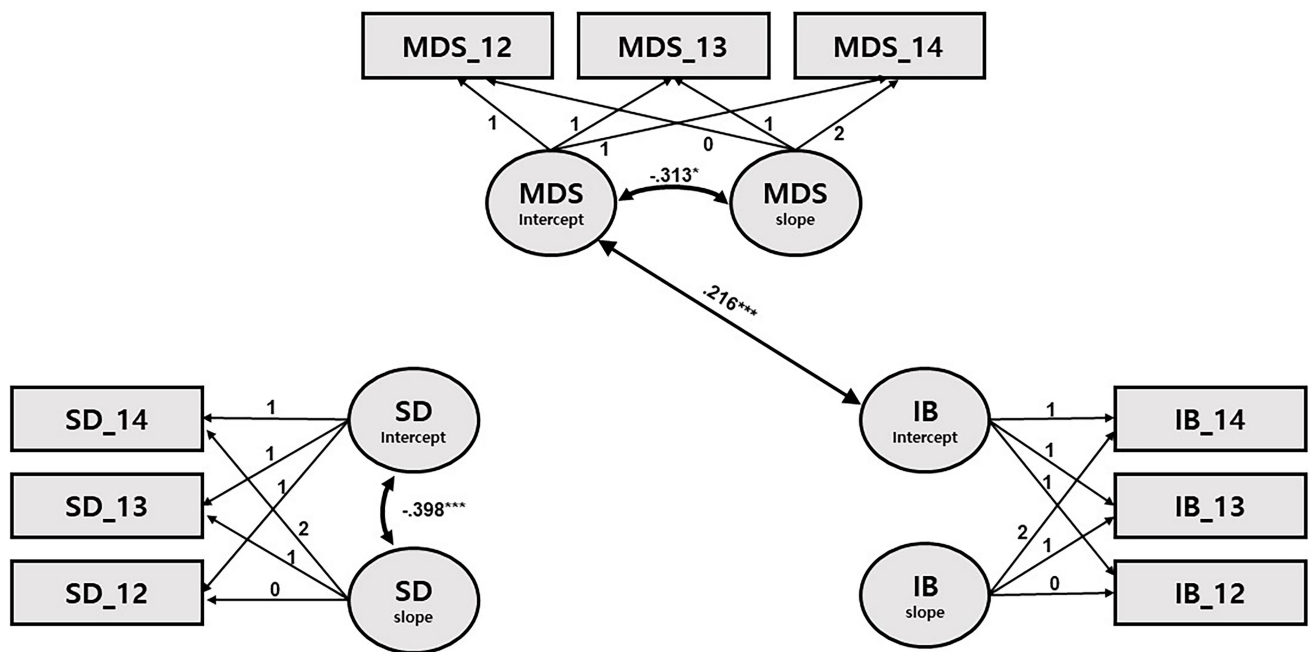 MDS_12
MDS_13
MDS_14
1
1
1
0
1
2
MDS
Intercept
-.313*
MDS
slope
.216***
SD_14
SD_13
SD_12
1
1
1
2
1
0
SD
Intercept
-.398***
SD
slope
IB
Intercept
IB
slope
1
1
1
2
1
0
IB_14
IB_13
IB_12